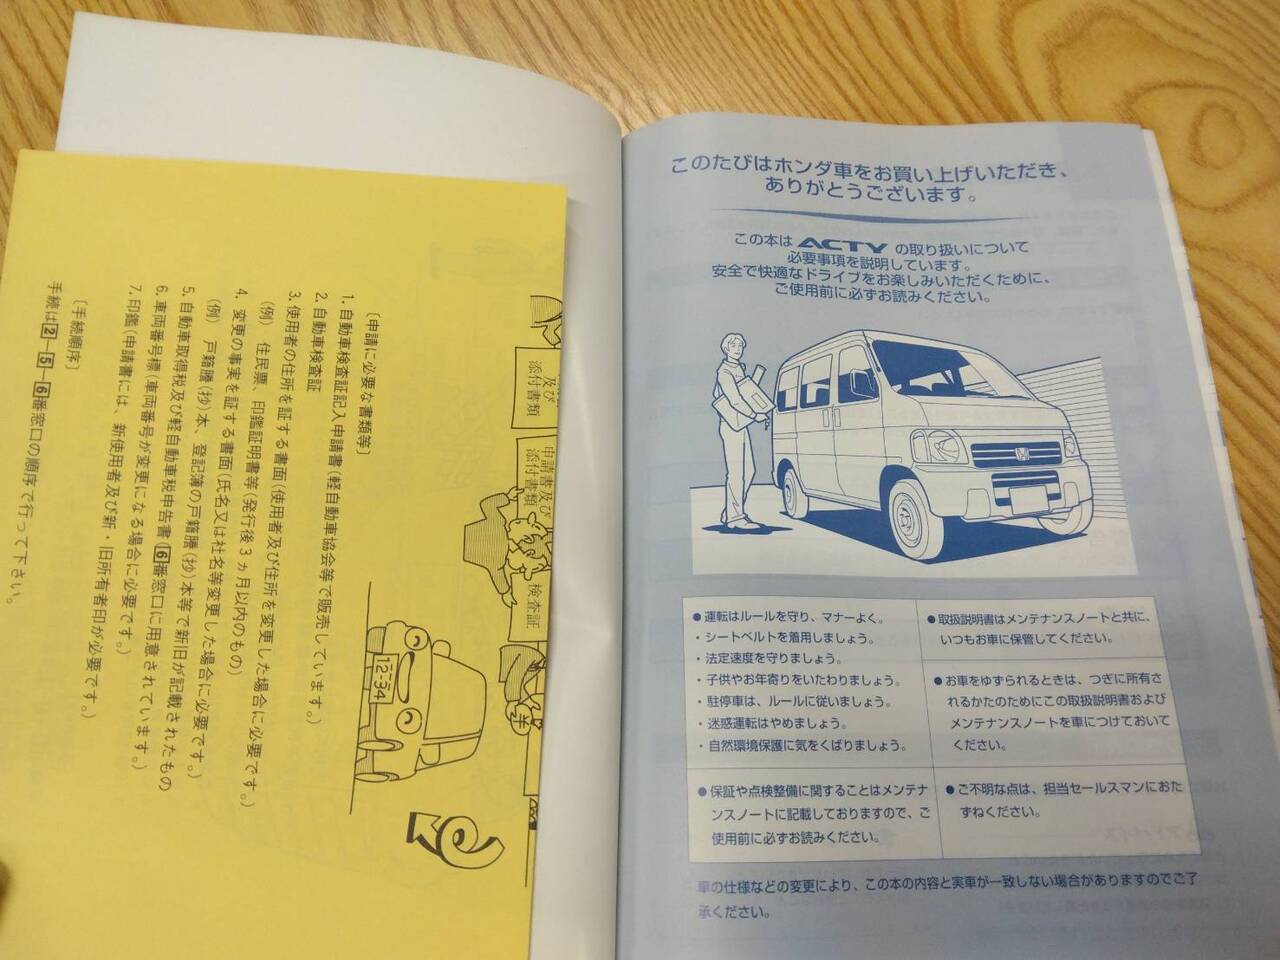 [申請に必要な書類等]
1. 自動車検査証記入申請書(軽自動車協会等で販売しています。)
2. 自動車検査証
3. 使用者の住所を証する書面(使用者及び住所を変更した場合に必要です。)
(例) 住民票、印鑑証明書等(発行後3ヵ月以内のもの)
4. 変更の事実を証する書面(氏名又は社名等変更した場合に必要です。)
(例) 戸籍謄(抄)本、登記簿の戸籍謄(抄)本等で新旧が記載されたもの
5. 自動車取得税及び軽自動車税申告書(6番窓口に用意されています。)
6. 車両番号標(車両番号が変更になる場合に必要です。)
7. 印鑑(申請書には、新使用者及び新・旧所有者印が必要です。)
[手続順序]
手続は2─5─6番窓口の順序で行って下さい。
及び
添付書類
申請書及び
添付書類
検査証
12-34
このたびはホンダ車をお買い上げいただき、
ありがとうございます。
この本は ACTY の取り扱いについて
必要事項を説明しています。
安全で快適なドライブをお楽しみいただくために、
ご使用前に必ずお読みください。
● 運転はルールを守り、マナーよく。
・シートベルトを着用しましょう。
・法定速度を守りましょう。
・子供やお年寄りをいたわりましょう。
・駐停車は、ルールに従いましょう。
・迷惑運転はやめましょう。
・自然環境保護に気をくばりましょう。
● 保証や点検整備に関することはメンテナ
ンスノートに記載しておりますので、ご
使用前に必ずお読みください。
● 取扱説明書はメンテナンスノートと共に、
いつもお車に保管してください。
● お車をゆずられるときは、つぎに所有さ
れるかたのためにこの取扱説明書および
メンテナンスノートを車につけておいて
ください。
● ご不明な点は、担当セールスマンにおた
ずねください。
車の仕様などの変更により、この本の内容と実車が一致しない場合がありますのでご了
承ください。